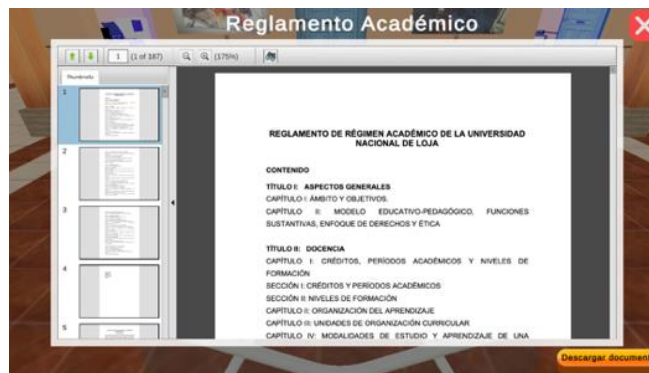 Reglamento Académico
1 (1 of 187) (175%)
Thumbnails
1
2
3
4
5
REGLAMENTO DE RÉGIMEN ACADÉMICO DE LA UNIVERSIDAD
NACIONAL DE LOJA
CONTENIDO
TÍTULO I: ASPECTOS GENERALES
CAPÍTULO I: ÁMBITO Y OBJETIVOS.
CAPÍTULO II: MODELO EDUCATIVO-PEDAGÓGICO, FUNCIONES
SUSTANTIVAS, ENFOQUE DE DERECHOS Y ÉTICA
TÍTULO II: DOCENCIA
CAPÍTULO I: CRÉDITOS, PERÍODOS ACADÉMICOS Y NIVELES DE
FORMACIÓN
SECCIÓN I: CRÉDITOS Y PERÍODOS ACADÉMICOS
SECCIÓN II: NIVELES DE FORMACIÓN
CAPÍTULO II: ORGANIZACIÓN DEL APRENDIZAJE
CAPÍTULO III: UNIDADES DE ORGANIZACIÓN CURRICULAR
CAPÍTULO IV: MODALIDADES DE ESTUDIO Y APRENDIZAJE DE UNA
Descargar document